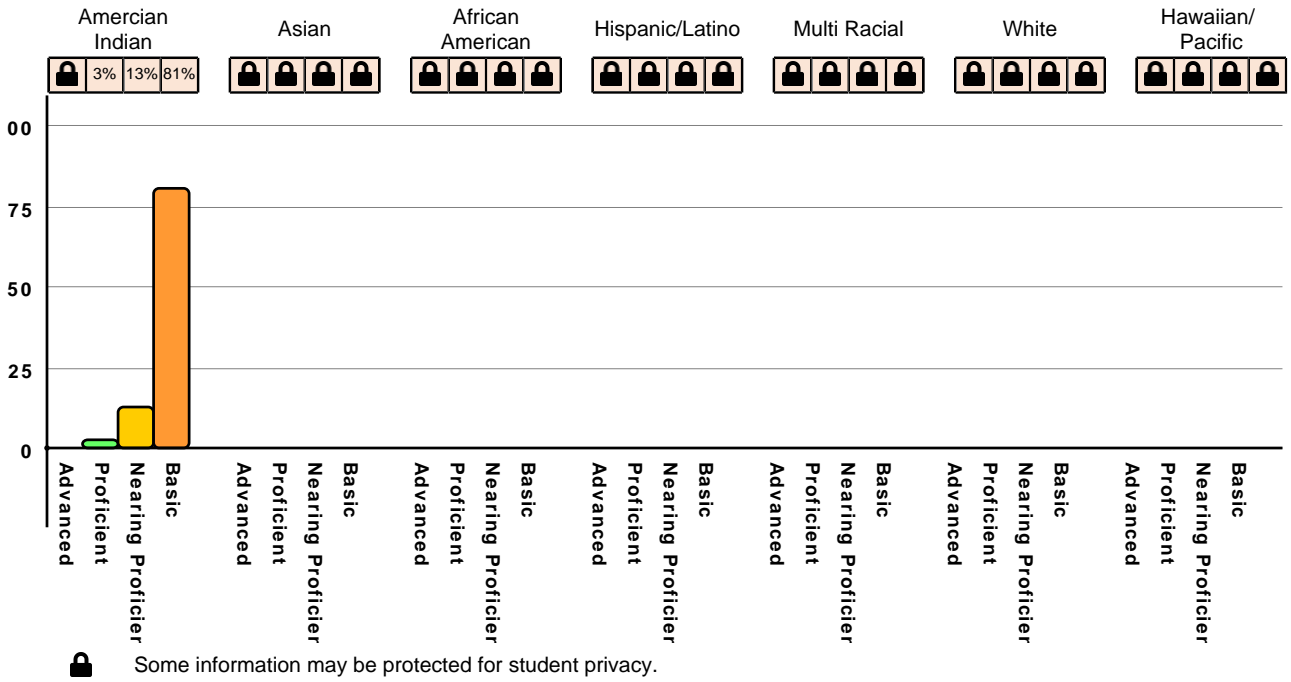 Amercian
Indian
Asian
African
American
Hispanic/Latino
Multi Racial
White
Hawaiian/
Pacific
3% 13% 81%
00
75
50
25
0
Advanced
Proficient
Nearing Proficier
Basic
Advanced
Proficient
Nearing Proficier
Basic
Advanced
Proficient
Nearing Proficier
Basic
Advanced
Proficient
Nearing Proficier
Basic
Advanced
Proficient
Nearing Proficier
Basic
Advanced
Proficient
Nearing Proficier
Basic
Advanced
Proficient
Nearing Proficier
Basic
Some information may be protected for student privacy.